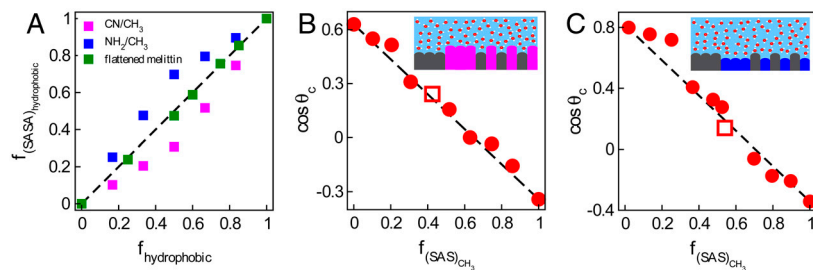 A
B
C
CN/CH3
NH2/CH3
flattened melittin
f(SASA)hydrophobic
1
0.8
0.6
0.4
0.2
0
0 0.2 0.4 0.6 0.8 1
fhydrophobic
cos θc
0.6
0.3
0
-0.3
0 0.2 0.4 0.6 0.8 1
f(SAS)CH3
cos θc
0.8
0.4
0
-0.4
0 0.2 0.4 0.6 0.8 1
f(SAS)CH3